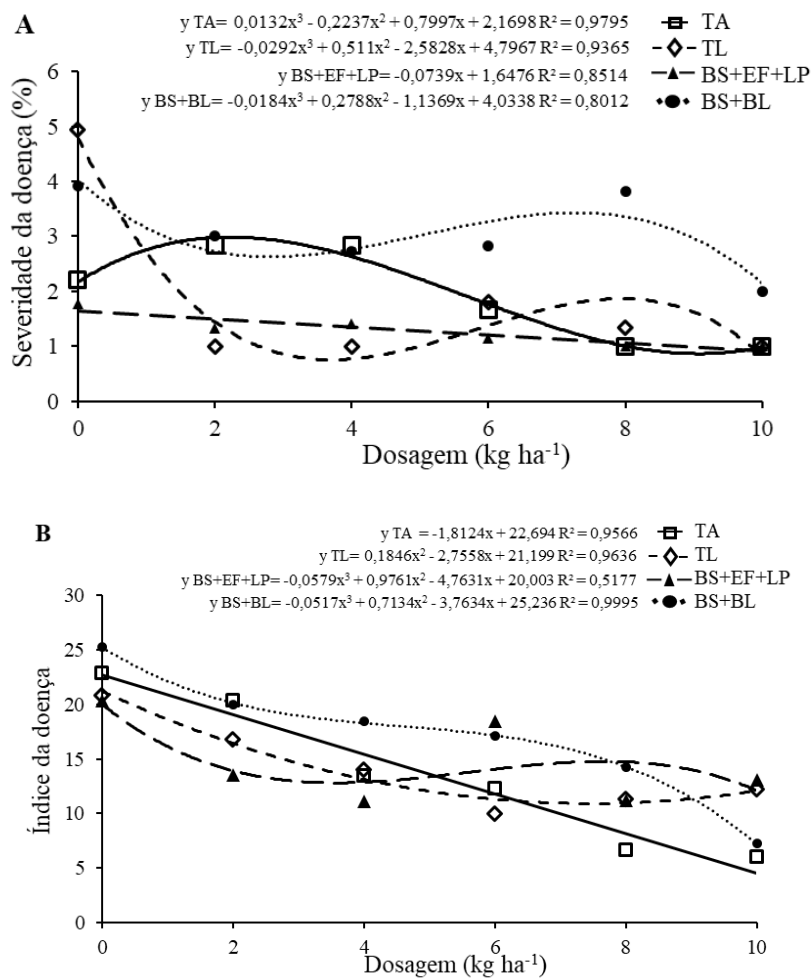 A
y TA= 0,0132x³ - 0,2237x² + 0,7997x + 2,1698 R² = 0,9795 TA
y TL= -0,0292x³ + 0,511x² - 2,5828x + 4,7967 R² = 0,9365 TL
y BS+EF+LP= -0,0739x + 1,6476 R² = 0,8514 BS+EF+LP
y BS+BL= -0,0184x³ + 0,2788x² - 1,1369x + 4,0338 R² = 0,8012 BS+BL
Severidade da doença (%)
6
5
4
3
2
1
0
0 2 4 6 8 10
Dosagem (kg ha⁻¹)
B
y TA = -1,8124x + 22,694 R² = 0,9566 TA
y TL= 0,1846x² - 2,7558x + 21,199 R² = 0,9636 TL
y BS+EF+LP= -0,0579x³ + 0,9761x² - 4,7631x + 20,003 R² = 0,5177 BS+EF+LP
y BS+BL= -0,0517x³ + 0,7134x² - 3,7634x + 25,236 R² = 0,9995 BS+BL
Índice da doença
30
25
20
15
10
5
0
0 2 4 6 8 10
Dosagem (kg ha⁻¹)